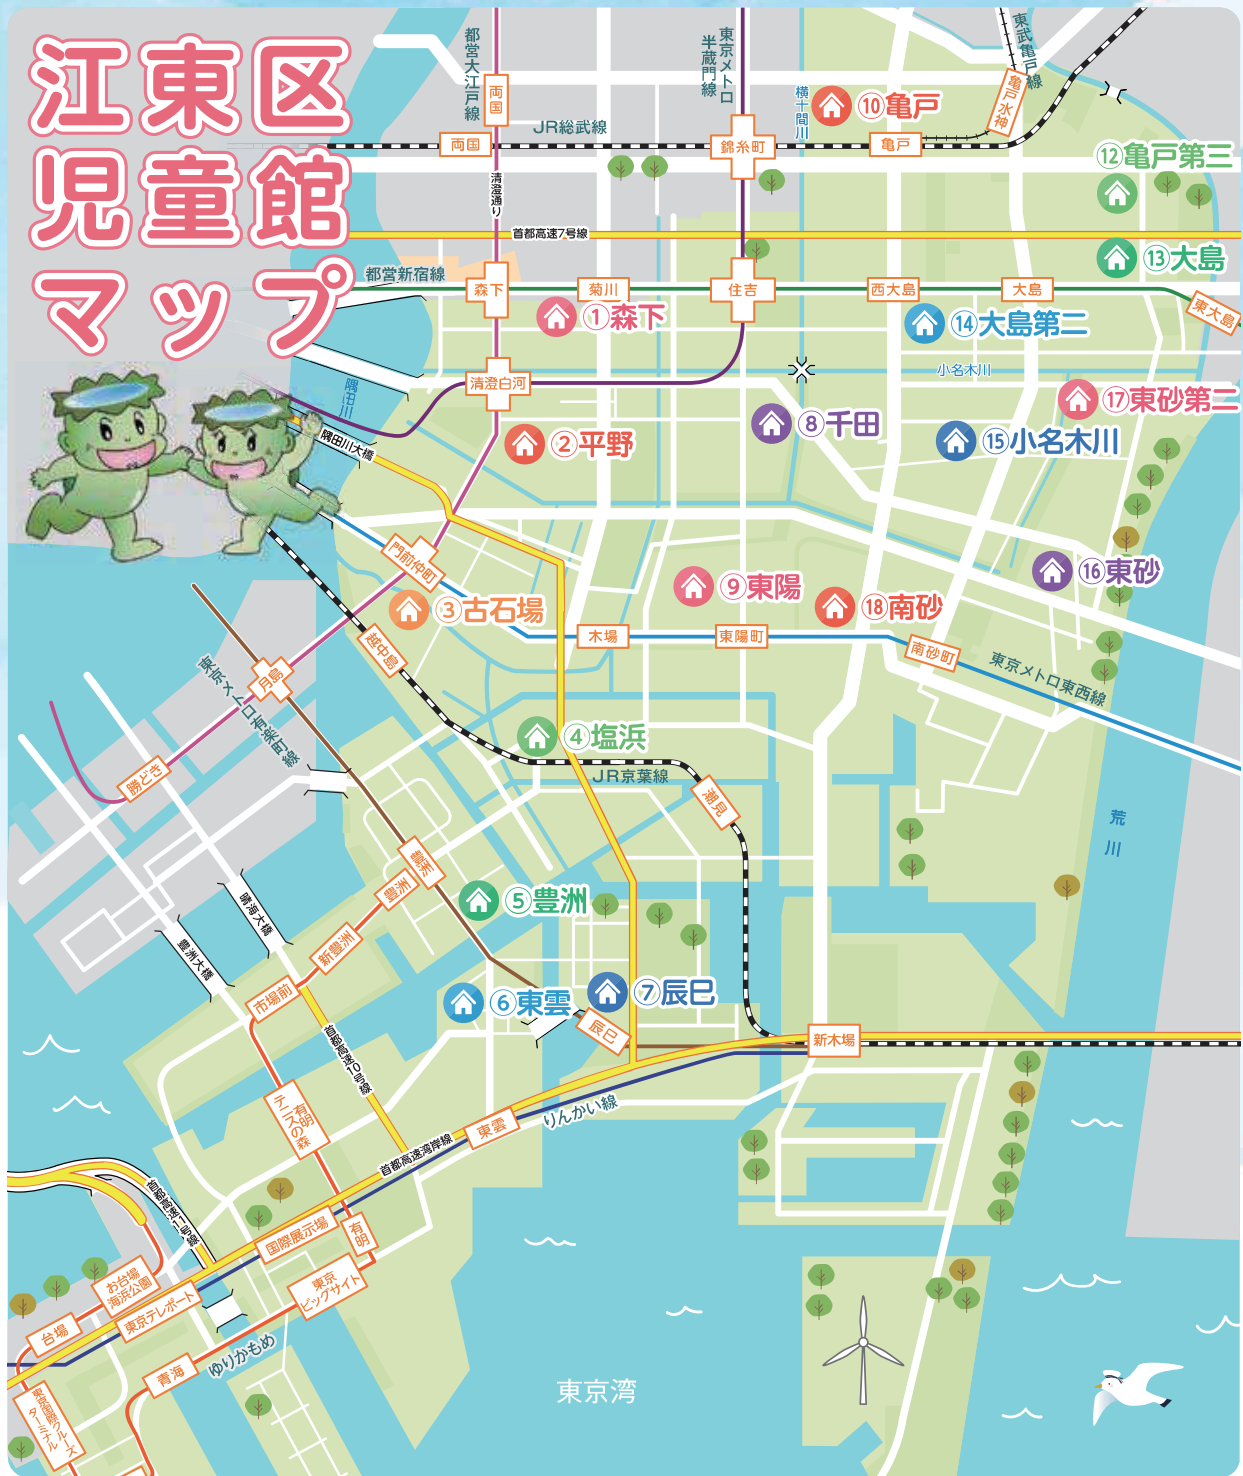 江東区
児童館
マップ
都営大江戸線
東京メトロ
半蔵門線
東武亀戸線
横十間川
両国
亀戸水神
⑩亀戸
JR総武線
両国
錦糸町
亀戸
⑫亀戸第三
清澄通り
首都高速7号線
⑬大島
都営新宿線
森下
菊川
住吉
西大島
大島
東大島
①森下
⑭大島第二
小名木川
清澄白河
隅田川
⑰東砂第二
⑧千田
⑮小名木川
②平野
隅田川大橋
門前仲町
⑯東砂
⑨東陽
③古石場
⑱南砂
越中島
木場
東陽町
南砂町
東京メトロ東西線
月島
東京メトロ有楽町線
④塩浜
JR京葉線
勝どき
潮見
荒川
豊洲
豊洲
⑤豊洲
晴海大橋
新豊洲
豊洲大橋
市場前
⑥東雲
⑦辰巳
辰巳
新木場
首都高速10号線
有明
テニスの森
東雲
りんかい線
首都高速湾岸線
首都高速11号線
国際展示場
有明
お台場
海浜公園
東京
ビッグサイト
東京テレポート
台場
ゆりかもめ
青海
東京湾
東京国際クルーズ
ターミナル